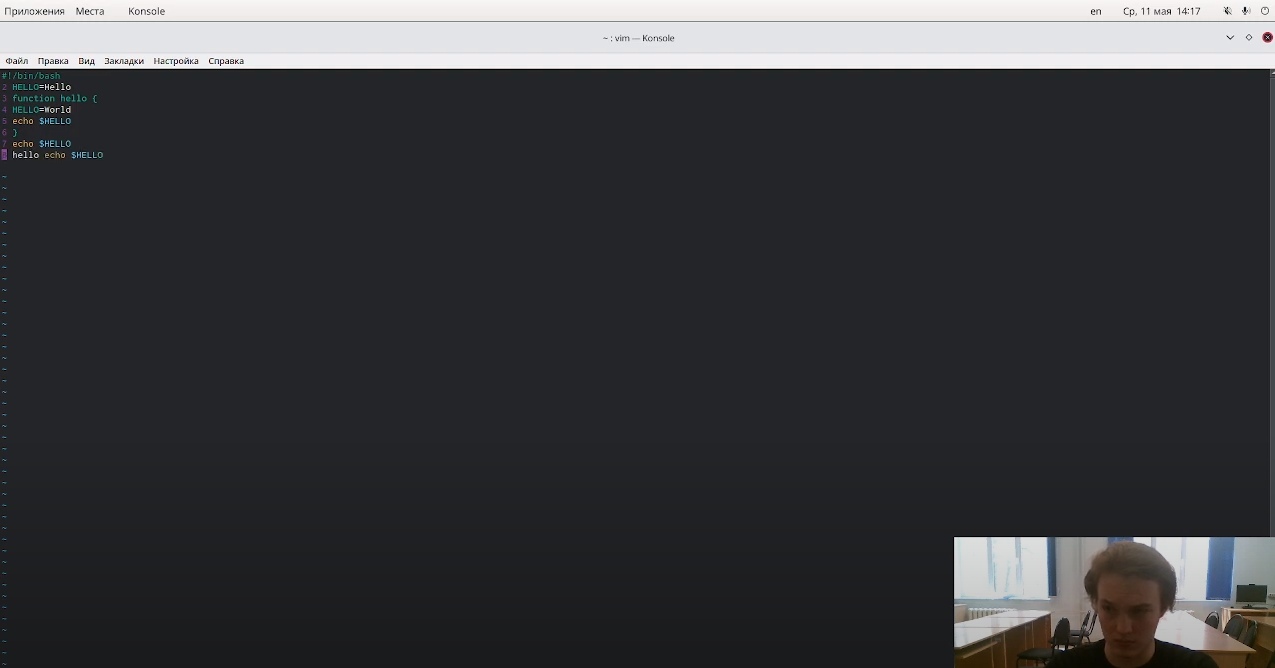 Приложения Места Konsole en Ср, 11 мая 14:17
~ : vim — Konsole
Файл Правка Вид Закладки Настройка Справка
#!/bin/bash
2 HELLO=Hello
3 function hello {
4 HELLO=World
5 echo $HELLO
6 }
7 echo $HELLO
8 hello echo $HELLO